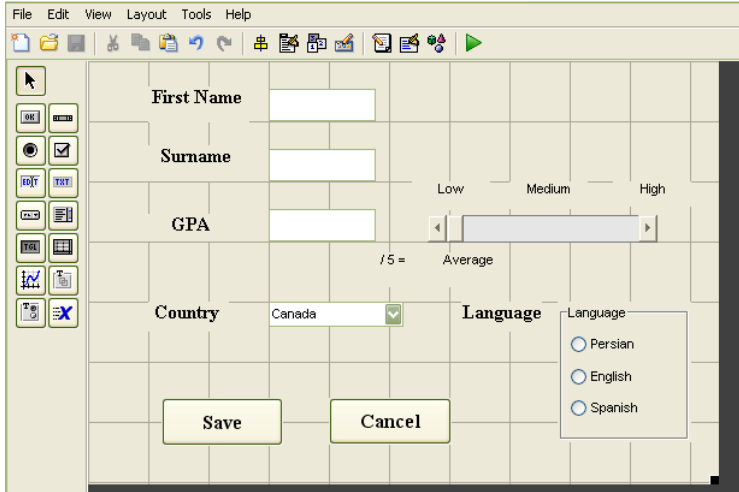 File Edit View Layout Tools Help
First Name
Surname
Low Medium High
GPA
/ 5 = Average
Country Canada Language Language
Persian
English
Spanish
Save Cancel
OK
EDIT TXT
TGL